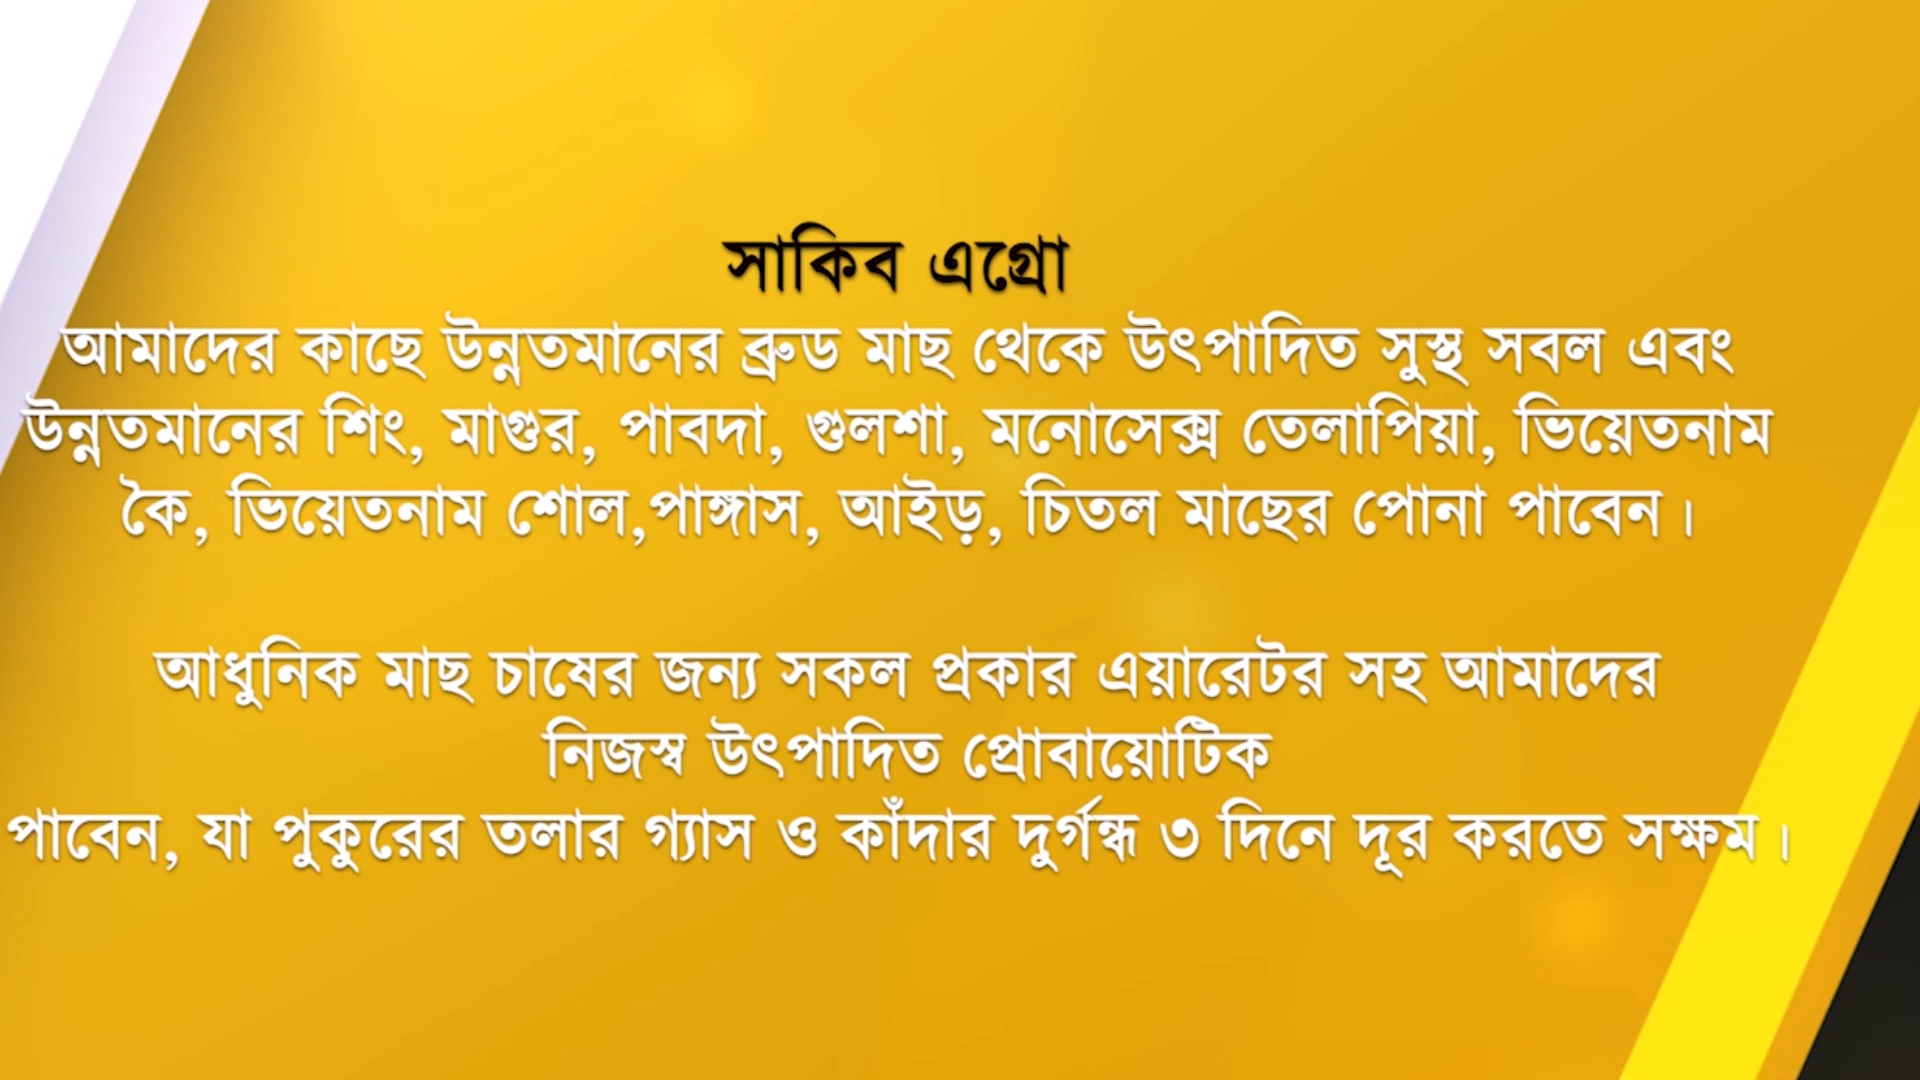 সাকিব এগ্রো
আমাদের কাছে উন্নতমানের ব্রুড মাছ থেকে উৎপাদিত সুস্থ সবল এবং
উন্নতমানের শিং, মাগুর, পাবদা, গুলশা, মনোসেক্স তেলাপিয়া, ভিয়েতনাম
কৈ, ভিয়েতনাম শোল,পাঙ্গাস, আইড়, চিতল মাছের পোনা পাবেন।
আধুনিক মাছ চাষের জন্য সকল প্রকার এয়ারেটর সহ আমাদের
নিজস্ব উৎপাদিত প্রোবায়োটিক
পাবেন, যা পুকুরের তলার গ্যাস ও কাঁদার দুর্গন্ধ ৩ দিনে দূর করতে সক্ষম।